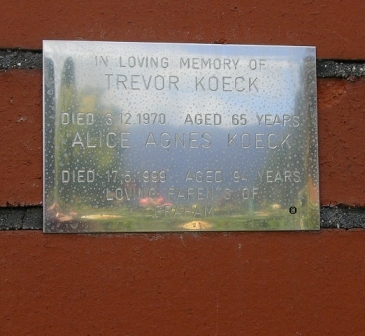 IN LOVING MEMORY OF
TREVOR KOECK
DIED 3.12.1970 AGED 65 YEARS
ALICE AGNES KOECK
DIED 17.6.1999 AGED 94 YEARS
LOVING PARENTS OF